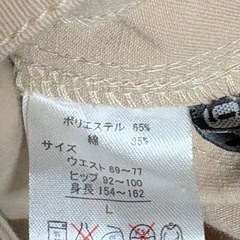 ポリエステル 65%
綿 35%
サイズ
ウエスト 69~77
ヒップ 92~100
身長 154~162
L